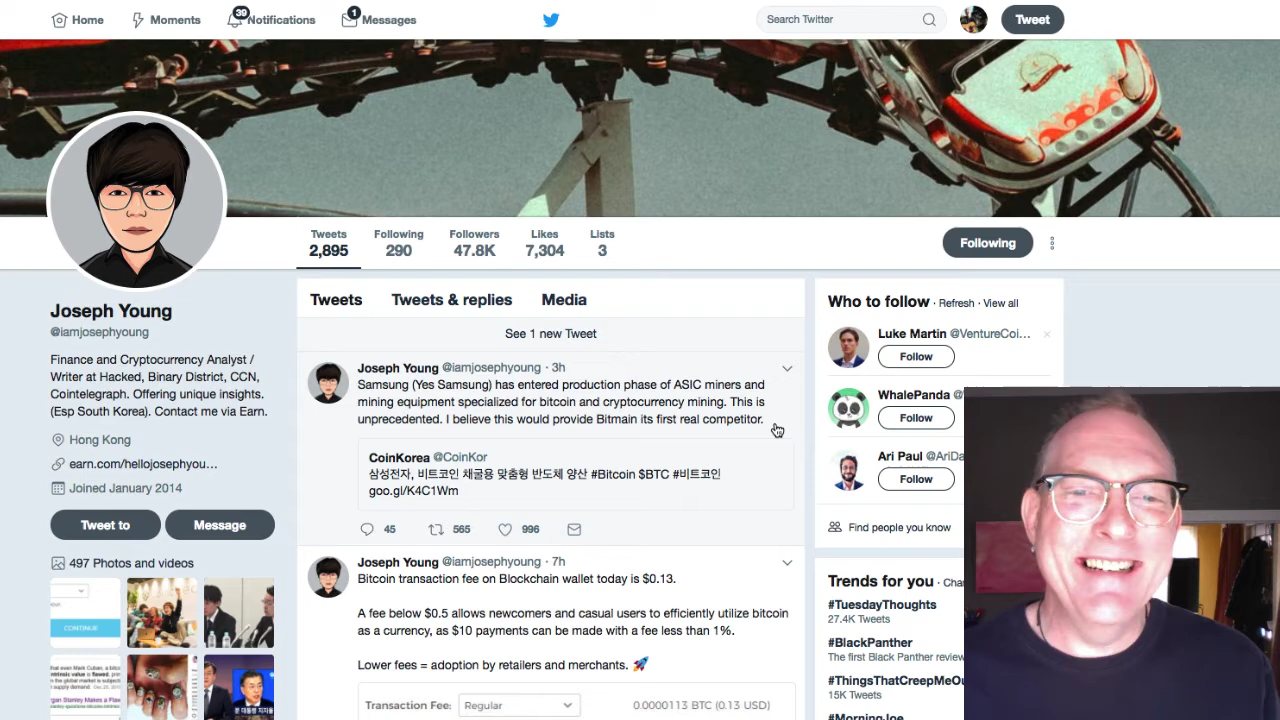 Home
Moments
39
Notifications
1
Messages
Search Twitter
Tweet
Tweets
2,895
Following
290
Followers
47.8K
Likes
7,304
Lists
3
Following
Joseph Young
@iamjosephyoung
Finance and Cryptocurrency Analyst /
Writer at Hacked, Binary District, CCN,
Cointelegraph. Offering unique insights.
(Esp South Korea). Contact me via Earn.
Hong Kong
earn.com/hellojosephyou...
Joined January 2014
Tweet to
Message
497 Photos and videos
CONTINUE
Tweets
Tweets & replies
Media
See 1 new Tweet
Joseph Young @iamjosephyoung · 3h
Samsung (Yes Samsung) has entered production phase of ASIC miners and
mining equipment specialized for bitcoin and cryptocurrency mining. This is
unprecedented. I believe this would provide Bitmain its first real competitor.
CoinKorea @CoinKor
삼성전자, 비트코인 채굴용 맞춤형 반도체 양산 #Bitcoin $BTC #비트코인
goo.gl/K4C1Wm
45
565
996
Joseph Young @iamjosephyoung · 7h
Bitcoin transaction fee on Blockchain wallet today is $0.13.
A fee below $0.5 allows newcomers and casual users to efficiently utilize bitcoin
as a currency, as $10 payments can be made with a fee less than 1%.
Lower fees = adoption by retailers and merchants. 🚀
Transaction Fee:
Regular
0.0000113 BTC (0.13 USD)
Who to follow · Refresh · View all
Luke Martin @VentureCoi...
Follow
WhalePanda @
Follow
Ari Paul @AriDa
Follow
Find people you know
Trends for you · Chan
#TuesdayThoughts
27.4K Tweets
#BlackPanther
The first Black Panther review
#ThingsThatCreepMeOu
15K Tweets
#MorningJoe